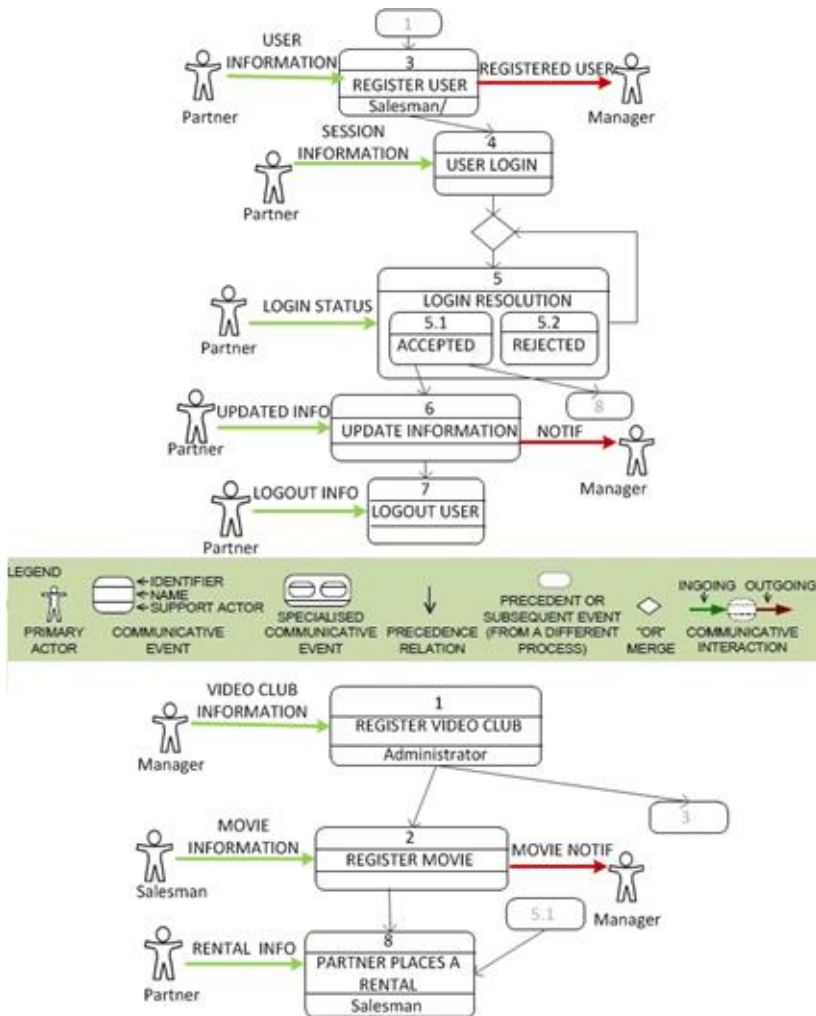 1
USER
INFORMATION
3
REGISTER USER
Salesman/
REGISTERED USER
Partner
Manager
SESSION
INFORMATION
4
USER LOGIN
Partner
5
LOGIN RESOLUTION
LOGIN STATUS
5.1
ACCEPTED
5.2
REJECTED
Partner
8
UPDATED INFO
6
UPDATE INFORMATION
NOTIF
Partner
Manager
LOGOUT INFO
7
LOGOUT USER
Partner
LEGEND
PRIMARY
ACTOR
IDENTIFIER
NAME
SUPPORT ACTOR
COMMUNICATIVE
EVENT
SPECIALISED
COMMUNICATIVE
EVENT
PRECEDENCE
RELATION
PRECEDENT OR
SUBSEQUENT EVENT
(FROM A DIFFERENT
PROCESS)
"OR"
MERGE
INGOING OUTGOING
COMMUNICATIVE
INTERACTION
VIDEO CLUB
INFORMATION
1
REGISTER VIDEO CLUB
Administrator
Manager
3
MOVIE
INFORMATION
2
REGISTER MOVIE
MOVIE NOTIF
Salesman
Manager
5.1
RENTAL INFO
8
PARTNER PLACES A
RENTAL
Salesman
Partner